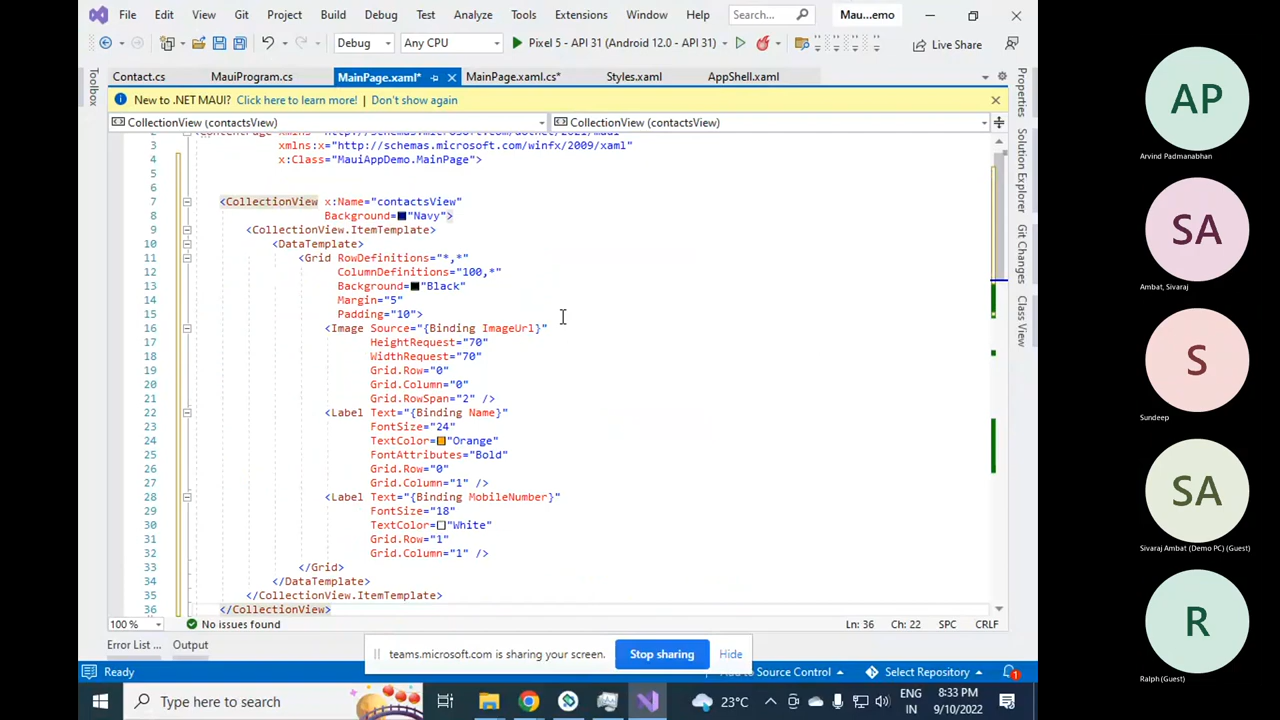 File Edit View Git Project Build Debug Test Analyze Tools Extensions Window Help Search... Mau...emo
Debug Any CPU Pixel 5 - API 31 (Android 12.0 - API 31) Live Share
Contact.cs MauiProgram.cs MainPage.xaml* MainPage.xaml.cs* Styles.xaml AppShell.xaml
Toolbox
New to .NET MAUI? Click here to learn more! Don't show again
CollectionView (contactsView) CollectionView (contactsView)
3 xmlns:x="http://schemas.microsoft.com/winfx/2009/xaml"
4 x:Class="MauiAppDemo.MainPage">
5
6
7 <CollectionView x:Name="contactsView"
8 Background="Navy">
9 <CollectionView.ItemTemplate>
10 <DataTemplate>
11 <Grid RowDefinitions="*,*"
12 ColumnDefinitions="100,*"
13 Background="Black"
14 Margin="5"
15 Padding="10">
16 <Image Source="{Binding ImageUrl}"
17 HeightRequest="70"
18 WidthRequest="70"
19 Grid.Row="0"
20 Grid.Column="0"
21 Grid.RowSpan="2" />
22 <Label Text="{Binding Name}"
23 FontSize="24"
24 TextColor="Orange"
25 FontAttributes="Bold"
26 Grid.Row="0"
27 Grid.Column="1" />
28 <Label Text="{Binding MobileNumber}"
29 FontSize="18"
30 TextColor="White"
31 Grid.Row="1"
32 Grid.Column="1" />
33 </Grid>
34 </DataTemplate>
35 </CollectionView.ItemTemplate>
36 </CollectionView>
100 % No issues found Ln: 36 Ch: 22 SPC CRLF
Error List ... Output
Properties
Solution Explorer
Git Changes
Class View
teams.microsoft.com is sharing your screen. Stop sharing Hide
Ready to Source Control Select Repository 1
Type here to search 23°C ENG IN 8:33 PM 9/10/2022
AP
Arvind Padmanabhan
SA
Ambat, Sivaraj
S
Sundeep
SA
Sivaraj Ambat (Demo PC) (Guest)
R
Ralph (Guest)